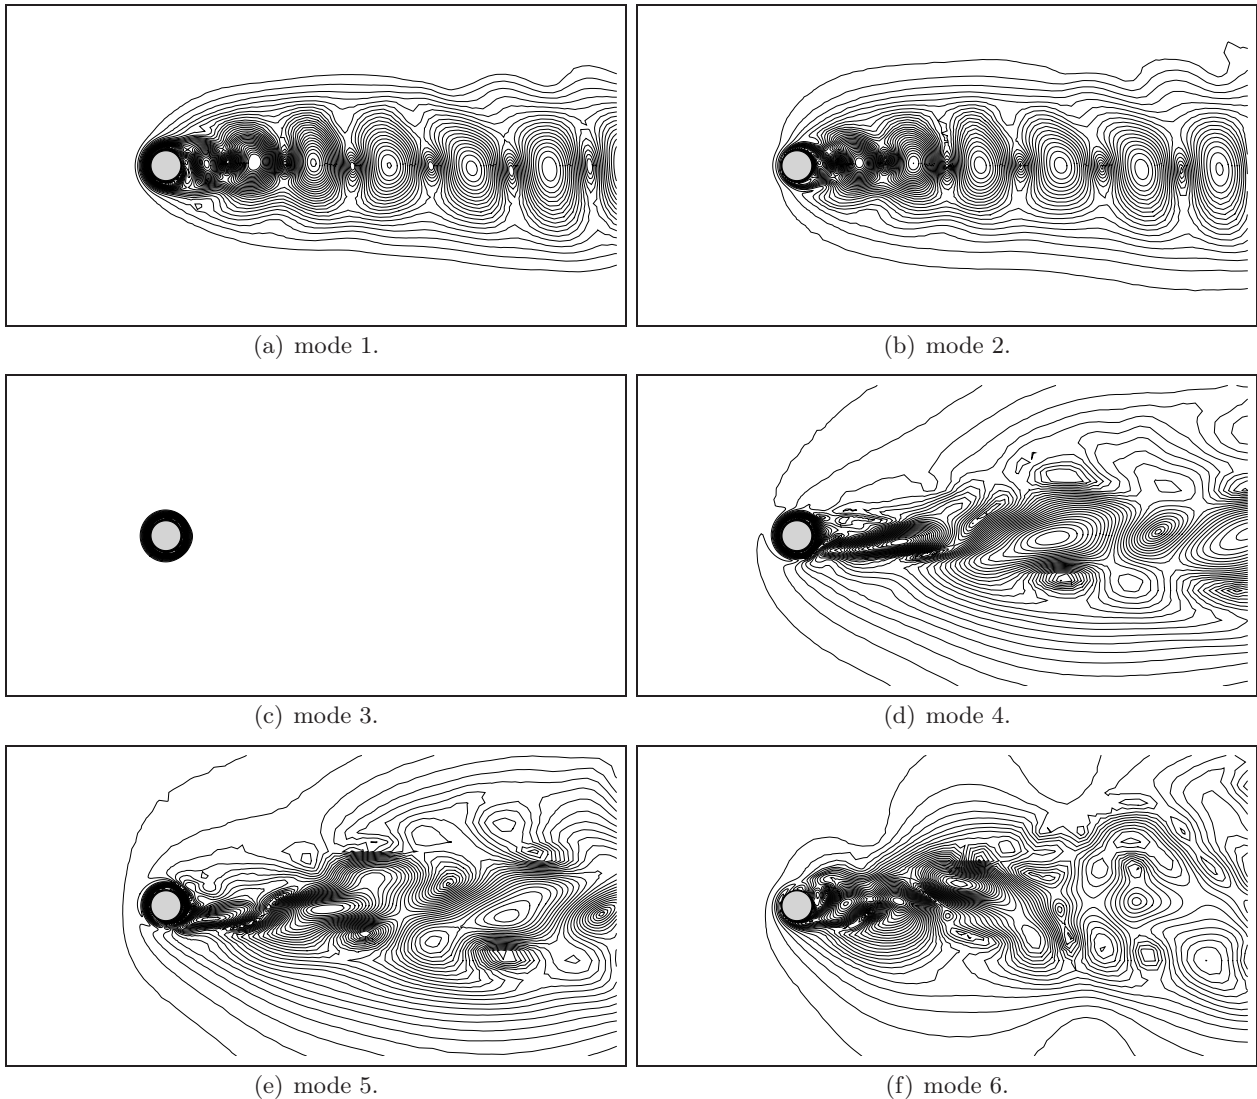 (a) mode 1.
(b) mode 2.
(c) mode 3.
(d) mode 4.
(e) mode 5.
(f) mode 6.